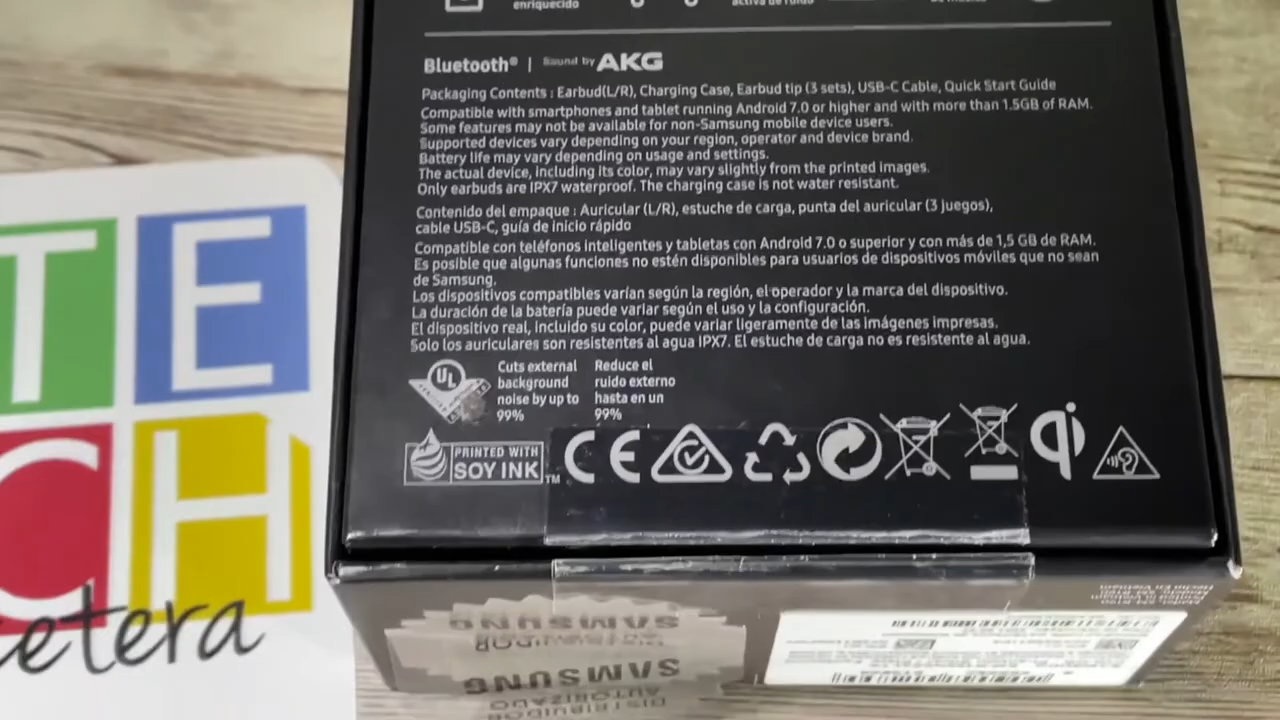 enriquecido
activa de ruido
Bluetooth® | Sound by AKG
Packaging Contents : Earbud(L/R), Charging Case, Earbud tip (3 sets), USB-C Cable, Quick Start Guide
Compatible with smartphones and tablet running Android 7.0 or higher and with more than 1.5GB of RAM.
Some features may not be available for non-Samsung mobile device users.
Supported devices vary depending on your region, operator and device brand.
Battery life may vary depending on usage and settings.
The actual device, including its color, may vary slightly from the printed images.
Only earbuds are IPX7 waterproof. The charging case is not water resistant.
Contenido del empaque : Auricular (L/R), estuche de carga, punta del auricular (3 juegos),
cable USB-C, guía de inicio rápido
Compatible con teléfonos inteligentes y tabletas con Android 7.0 o superior y con más de 1,5 GB de RAM.
Es posible que algunas funciones no estén disponibles para usuarios de dispositivos móviles que no sean
de Samsung.
Los dispositivos compatibles varían según la región, el operador y la marca del dispositivo.
La duración de la batería puede variar según el uso y la configuración.
El dispositivo real, incluido su color, puede variar ligeramente de las imágenes impresas.
Solo los auriculares son resistentes al agua IPX7. El estuche de carga no es resistente al agua.
UL
Cuts external
background
noise by up to
99%
Reduce el
ruido externo
hasta en un
99%
PRINTED WITH
SOY INK™
CE
qi
TE
CH
cetera
SAMSUNG
SAMSUNG
AUTORIZADO
DISTRIBUIDOR